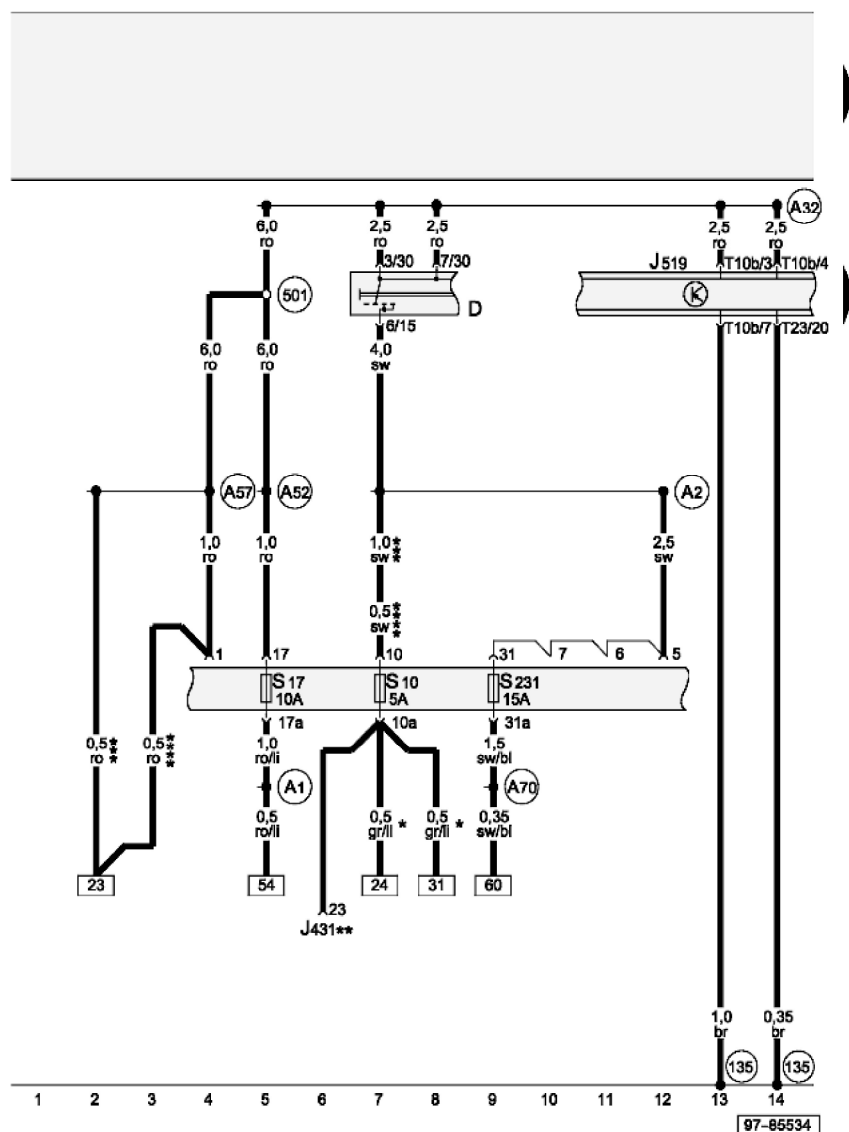 A32
6,0 2,5 2,5 2,5 2,5
ro ro ro ro ro
3/30 7/30 J519 T10b/3 T10b/4
501 K
D
6/15 T10b/7 T23/20
6,0 6,0 4,0
ro ro sw
A57 A52 A2
1,0 1,0 1,0 2,5
ro ro sw*** sw
0,5
sw****
1 17 10 31 7 6 5
S17 S10 S231
10A 5A 15A
17a 10a 31a
0,5 0,5 1,0 1,5
ro*** ro**** ro/li sw/bl
A1 A70
0,5 0,5 0,5 0,35
ro/li gr/li * gr/li * sw/bl
23 54 24 31 60
23
J431**
1,0 0,35
br br
135 135
1 2 3 4 5 6 7 8 9 10 11 12 13 14
97-85534